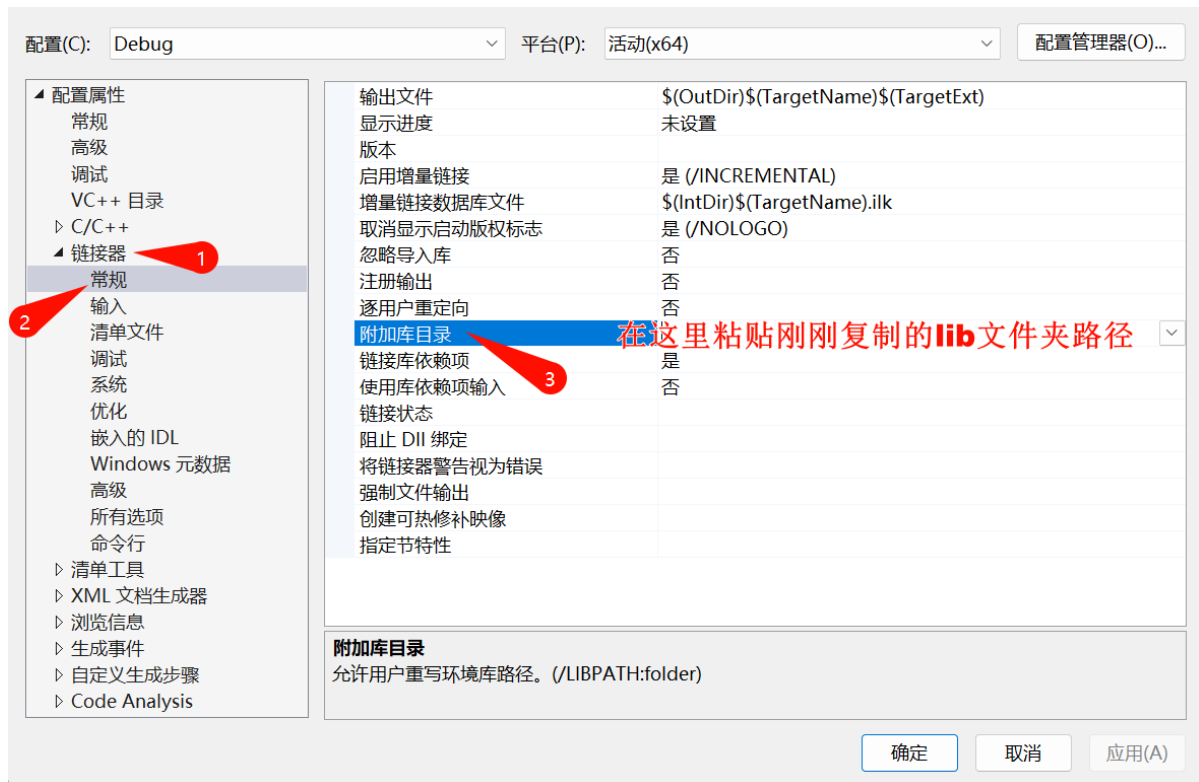 配置(C): Debug 平台(P): 活动(x64) 配置管理器(O)...
配置属性
常规
高级
调试
VC++ 目录
C/C++
链接器
1
常规
2
输入
清单文件
调试
系统
优化
嵌入的 IDL
Windows 元数据
高级
所有选项
命令行
清单工具
XML 文档生成器
浏览信息
生成事件
自定义生成步骤
Code Analysis
输出文件 $(OutDir)$(TargetName)$(TargetExt)
显示进度 未设置
版本
启用增量链接 是 (/INCREMENTAL)
增量链接数据库文件 $(IntDir)$(TargetName).ilk
取消显示启动版权标志 是 (/NOLOGO)
忽略导入库 否
注册输出 否
逐用户重定向 否
附加库目录 在这里粘贴刚刚复制的lib文件夹路径
3
链接库依赖项 是
使用库依赖项输入 否
链接状态
阻止 Dll 绑定
将链接器警告视为错误
强制文件输出
创建可热修补映像
指定节特性
附加库目录
允许用户重写环境库路径。(/LIBPATH:folder)
确定 取消 应用(A)